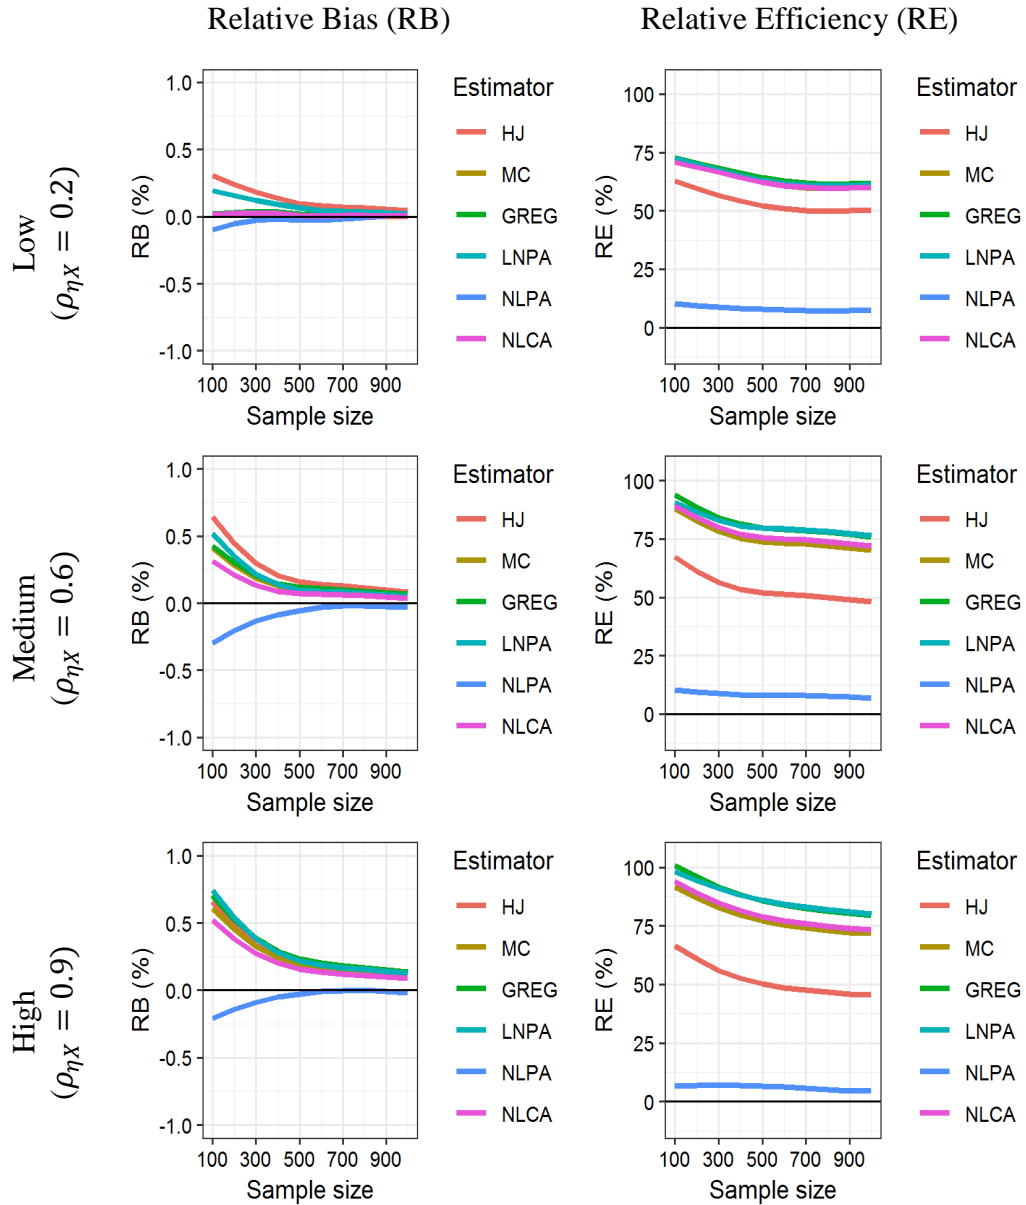 Relative Bias (RB)
Relative Efficiency (RE)
Low
(ρηX = 0.2)
RB (%)
1.0
0.5
0.0
-0.5
-1.0
100 300 500 700 900
Sample size
Estimator
HJ
MC
GREG
LNPA
NLPA
NLCA
RE (%)
100
75
50
25
0
100 300 500 700 900
Sample size
Estimator
HJ
MC
GREG
LNPA
NLPA
NLCA
Medium
(ρηX = 0.6)
RB (%)
1.0
0.5
0.0
-0.5
-1.0
100 300 500 700 900
Sample size
Estimator
HJ
MC
GREG
LNPA
NLPA
NLCA
RE (%)
100
75
50
25
0
100 300 500 700 900
Sample size
Estimator
HJ
MC
GREG
LNPA
NLPA
NLCA
High
(ρηX = 0.9)
RB (%)
1.0
0.5
0.0
-0.5
-1.0
100 300 500 700 900
Sample size
Estimator
HJ
MC
GREG
LNPA
NLPA
NLCA
RE (%)
100
75
50
25
0
100 300 500 700 900
Sample size
Estimator
HJ
MC
GREG
LNPA
NLPA
NLCA